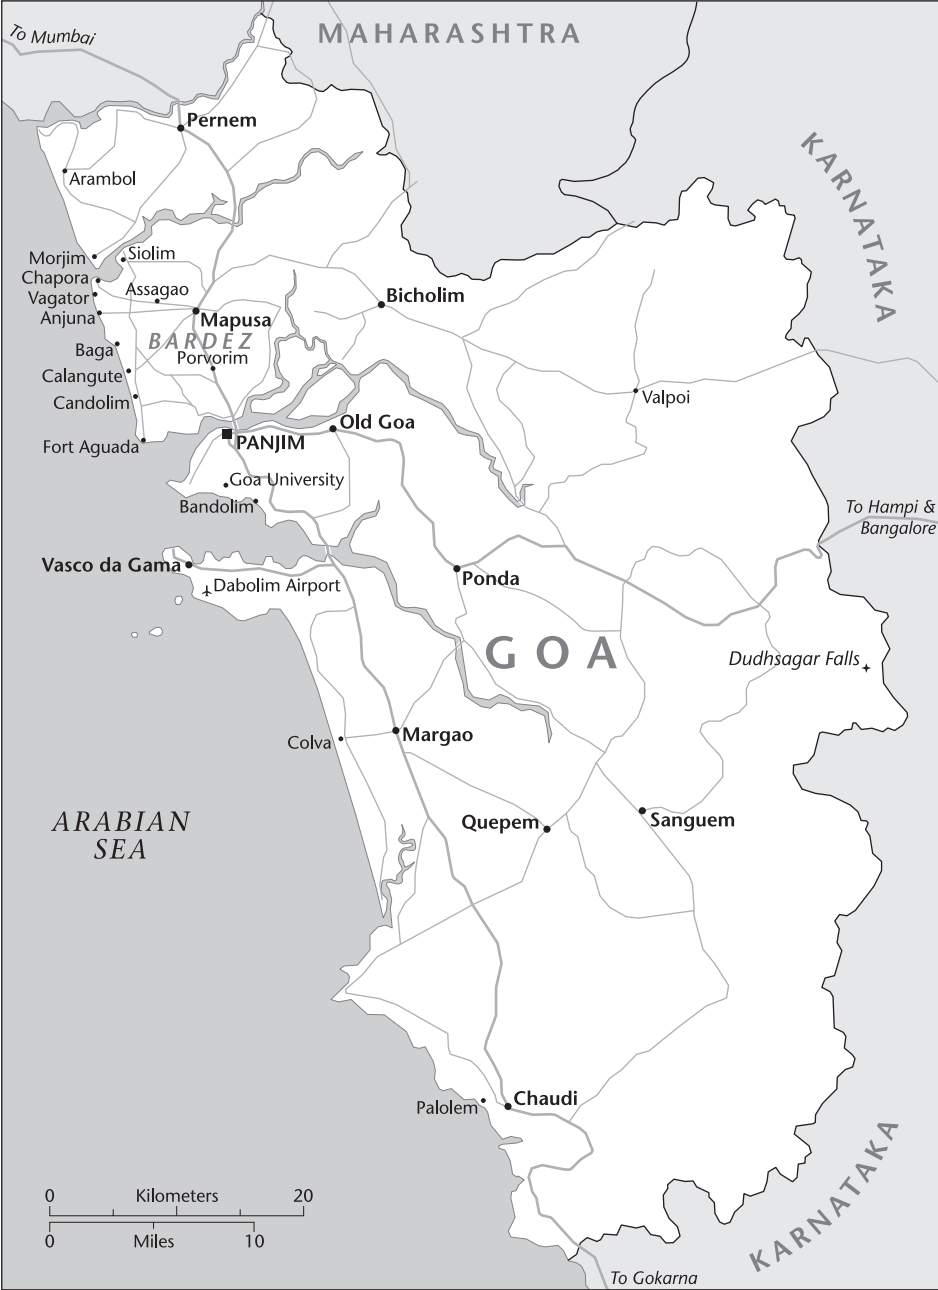 To Mumbai
MAHARASHTRA
Pernem
KARNATAKA
Arambol
Morjim
Siolim
Chapora
Assagao
Vagator
Bicholim
Anjuna
Mapusa
BARDEZ
Baga
Porvorim
Calangute
Candolim
Valpoi
Old Goa
Fort Aguada
PANJIM
Goa University
Bandolim
To Hampi &
Bangalore
Vasco da Gama
Dabolim Airport
Ponda
GOA
Dudhsagar Falls
Colva
Margao
ARABIAN
SEA
Quepem
Sanguem
Palolem
Chaudi
KARNATAKA
0 Kilometers 20
0 Miles 10
To Gokarna